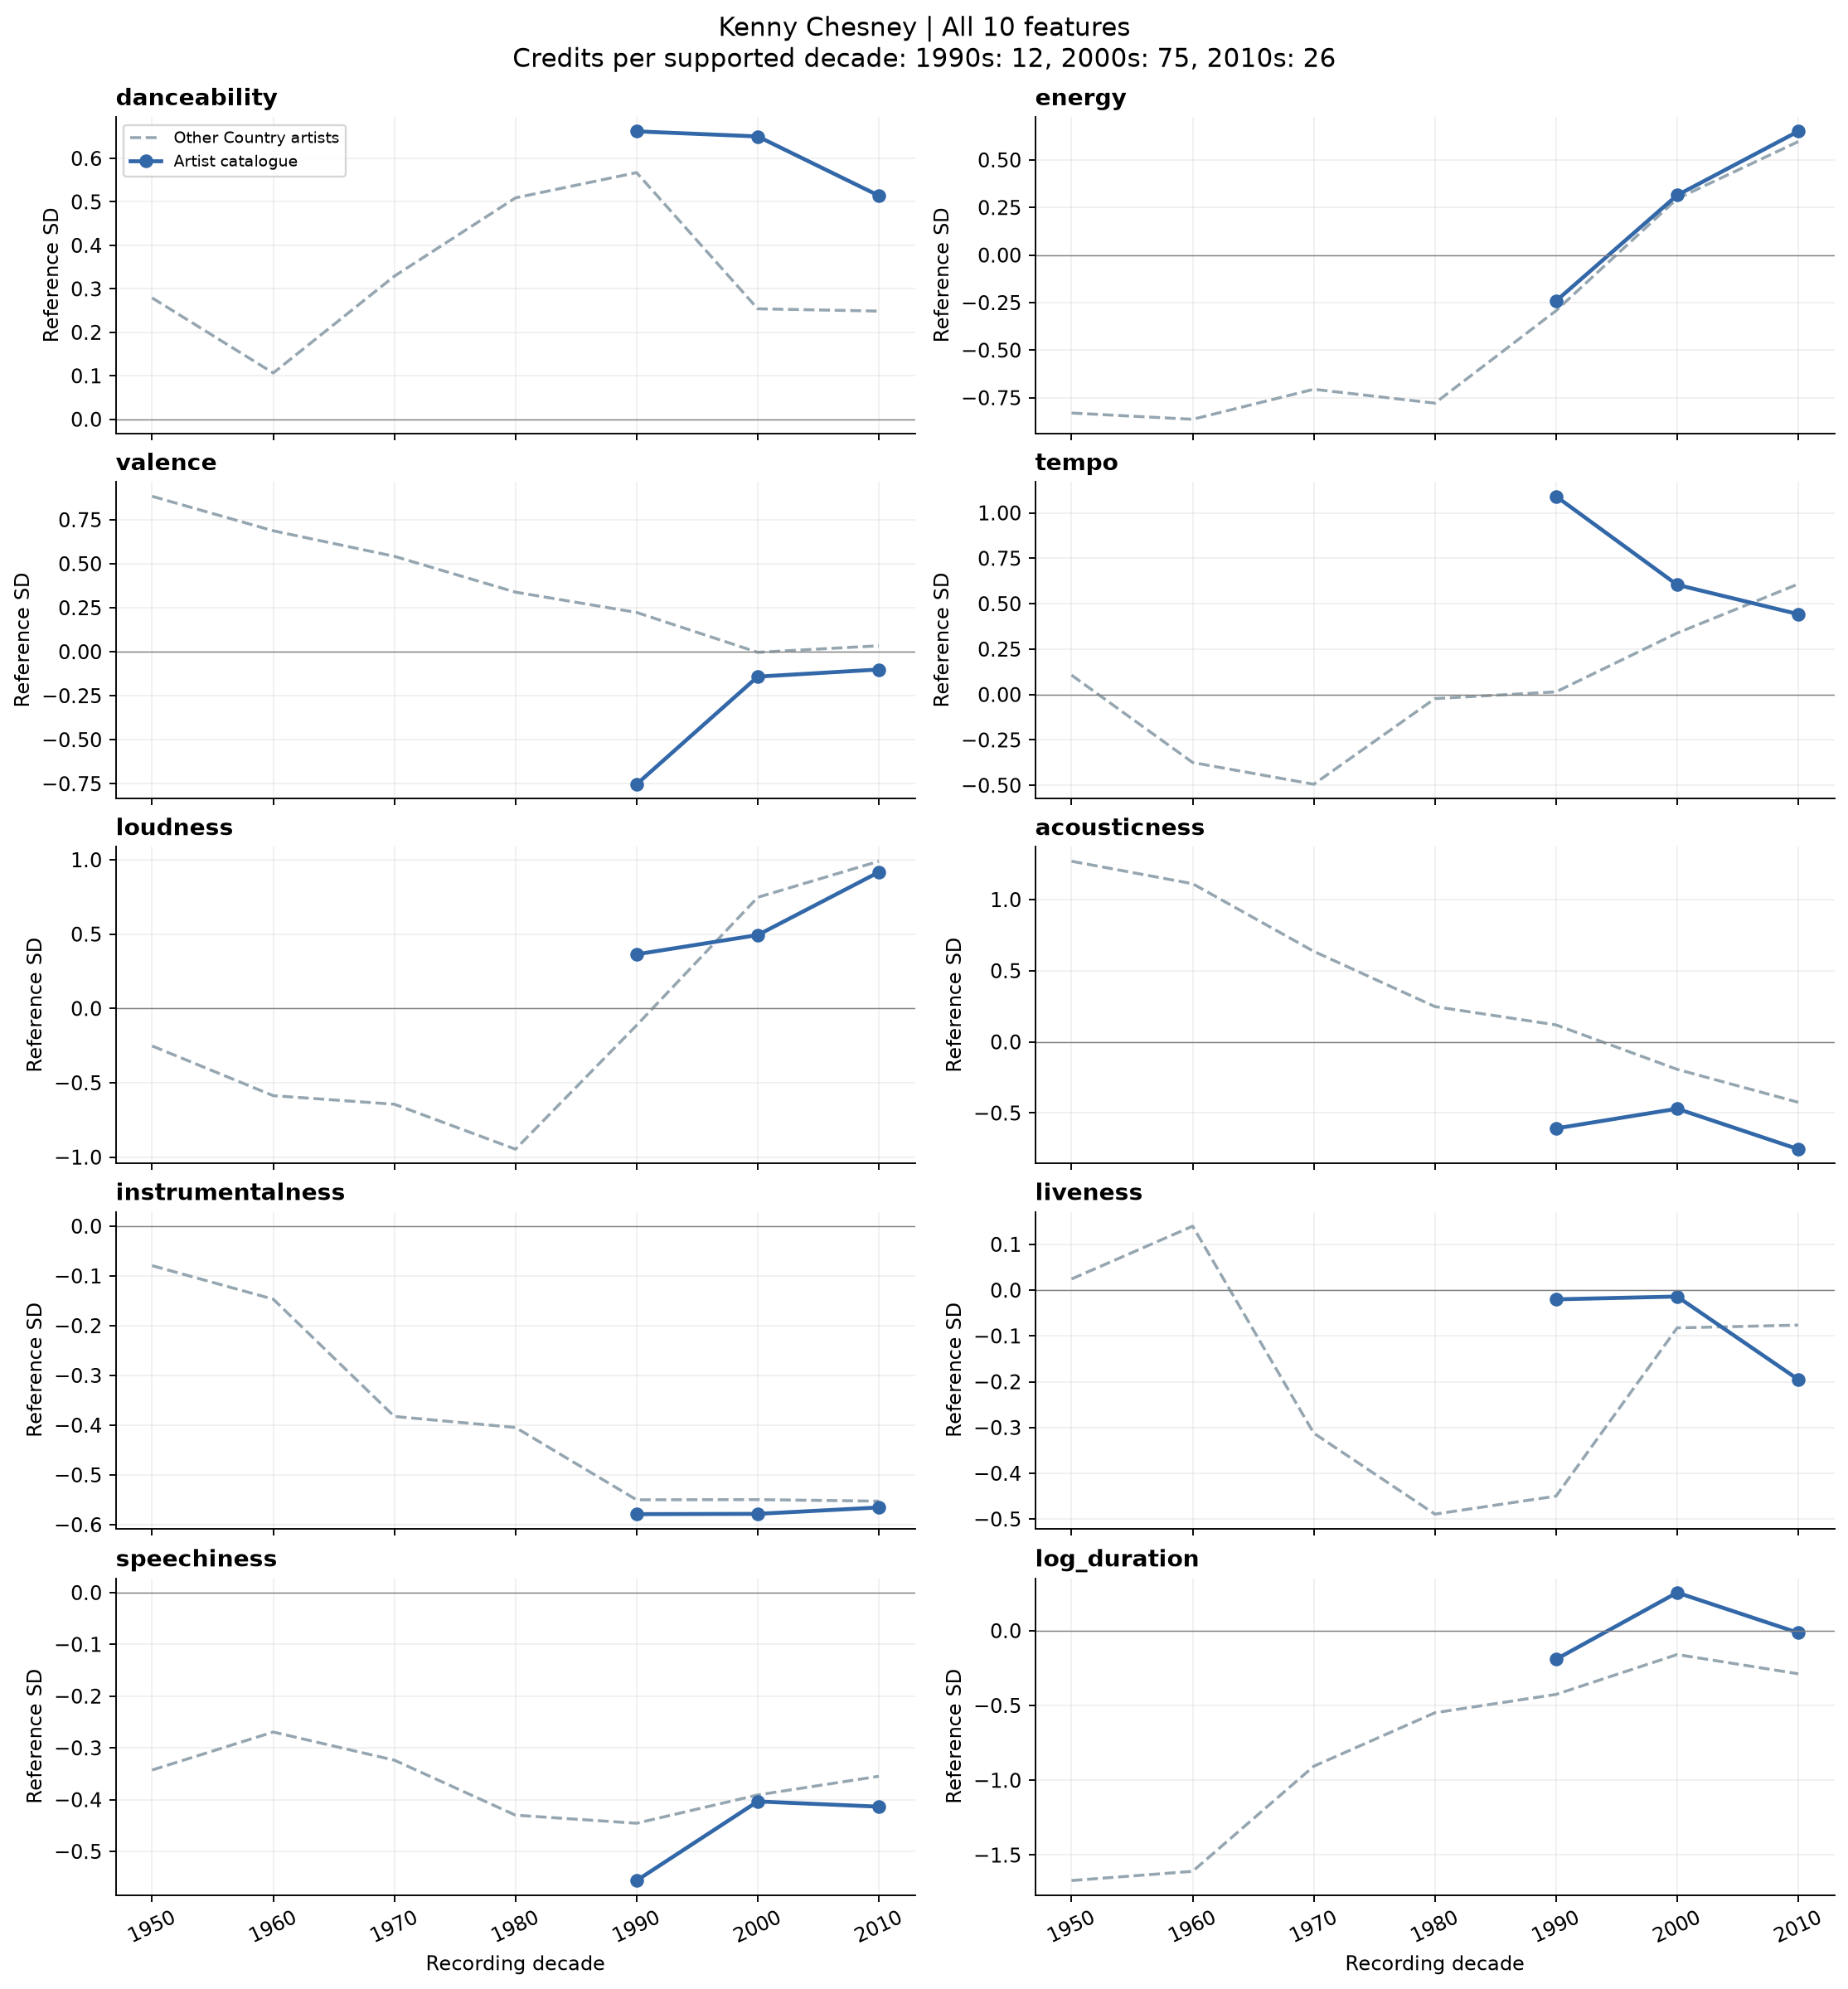 Kenny Chesney | All 10 features
Credits per supported decade: 1990s: 12, 2000s: 75, 2010s: 26
danceability
Other Country artists
Artist catalogue
Reference SD
0.6
0.5
0.4
0.3
0.2
0.1
0.0
energy
Reference SD
0.50
0.25
0.00
−0.25
−0.50
−0.75
valence
Reference SD
0.75
0.50
0.25
0.00
−0.25
−0.50
−0.75
tempo
Reference SD
1.00
0.75
0.50
0.25
0.00
−0.25
−0.50
loudness
Reference SD
1.0
0.5
0.0
−0.5
−1.0
acousticness
Reference SD
1.0
0.5
0.0
−0.5
instrumentalness
Reference SD
0.0
−0.1
−0.2
−0.3
−0.4
−0.5
−0.6
liveness
Reference SD
0.1
0.0
−0.1
−0.2
−0.3
−0.4
−0.5
speechiness
Reference SD
0.0
−0.1
−0.2
−0.3
−0.4
−0.5
1950 1960 1970 1980 1990 2000 2010
Recording decade
log_duration
Reference SD
0.0
−0.5
−1.0
−1.5
1950 1960 1970 1980 1990 2000 2010
Recording decade